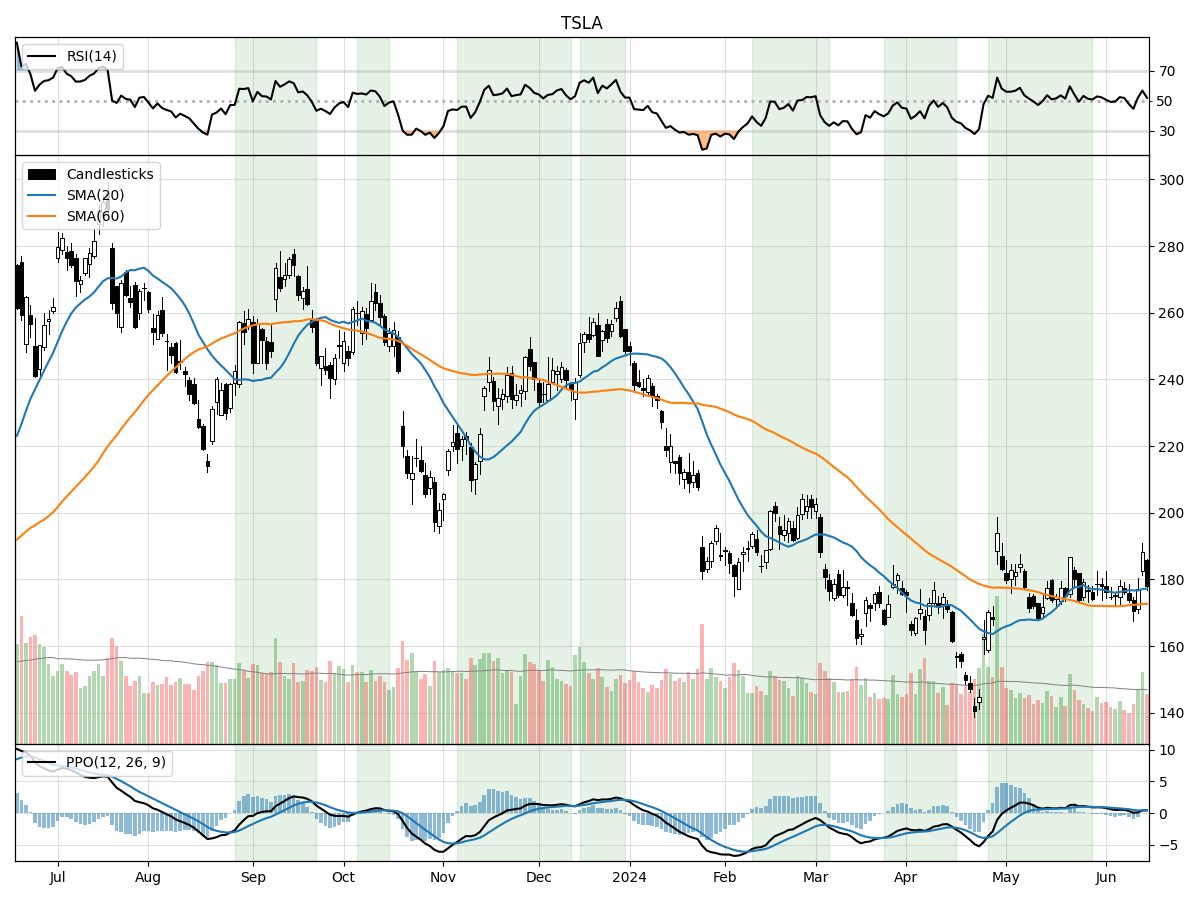 TSLA
RSI(14)
70
50
30
Candlesticks
SMA(20)
SMA(60)
300
280
260
240
220
200
180
160
140
PPO(12, 26, 9)
10
5
0
−5
Jul Aug Sep Oct Nov Dec 2024 Feb Mar Apr May Jun